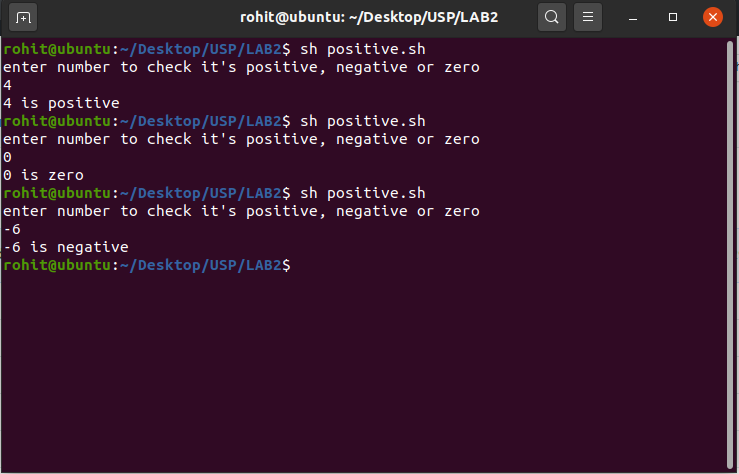 rohit@ubuntu: ~/Desktop/USP/LAB2
rohit@ubuntu:~/Desktop/USP/LAB2$ sh positive.sh
enter number to check it's positive, negative or zero
4
4 is positive
rohit@ubuntu:~/Desktop/USP/LAB2$ sh positive.sh
enter number to check it's positive, negative or zero
0
0 is zero
rohit@ubuntu:~/Desktop/USP/LAB2$ sh positive.sh
enter number to check it's positive, negative or zero
-6
-6 is negative
rohit@ubuntu:~/Desktop/USP/LAB2$